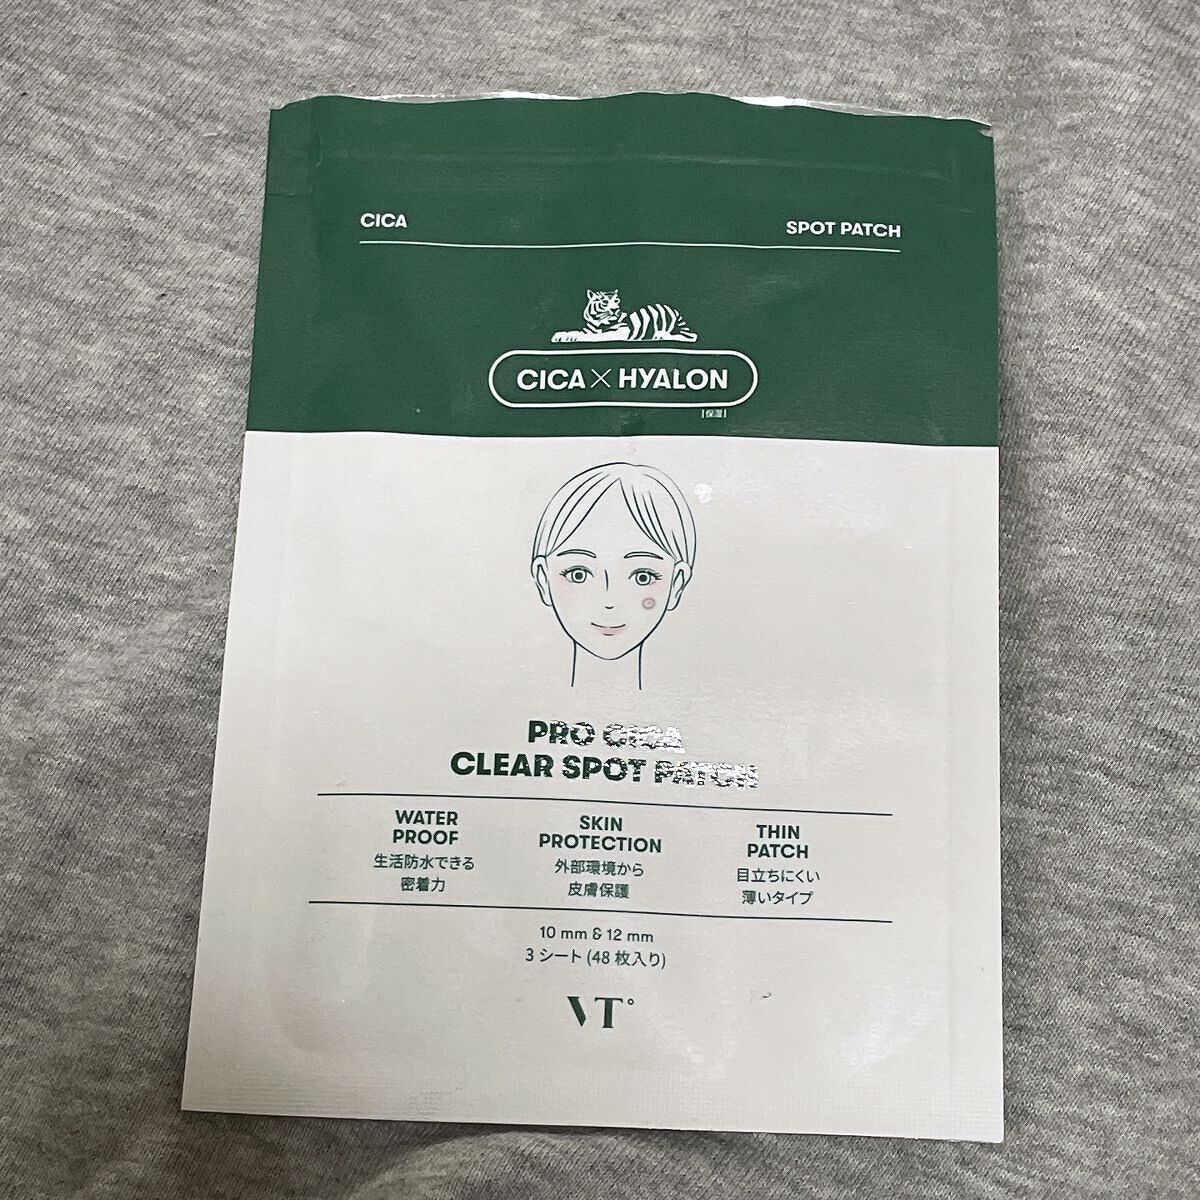 CICA SPOT PATCH
CICA×HYALON
[保湿]
PRO CICA
CLEAR SPOT PATCH
WATER PROOF
生活防水できる
密着力
SKIN PROTECTION
外部環境から
皮膚保護
THIN PATCH
目立ちにくい
薄いタイプ
10 mm & 12 mm
3 シート (48 枚入り)
VT°